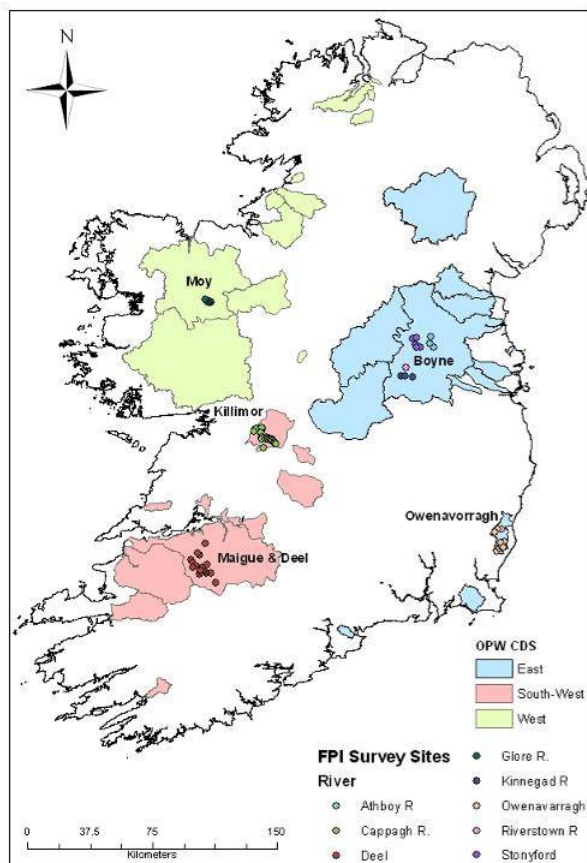 N
Moy
Boyne
Killimor
Owenavorragh
Maigue & Deel
OPW CDS
East
South-West
West
FPI Survey Sites
River
Athboy R
Cappagh R.
Deel
Glore R.
Kinnegad R
Owenavarragh
Riverstown R
Stonyford
0 37.5 75 150
Kilometers